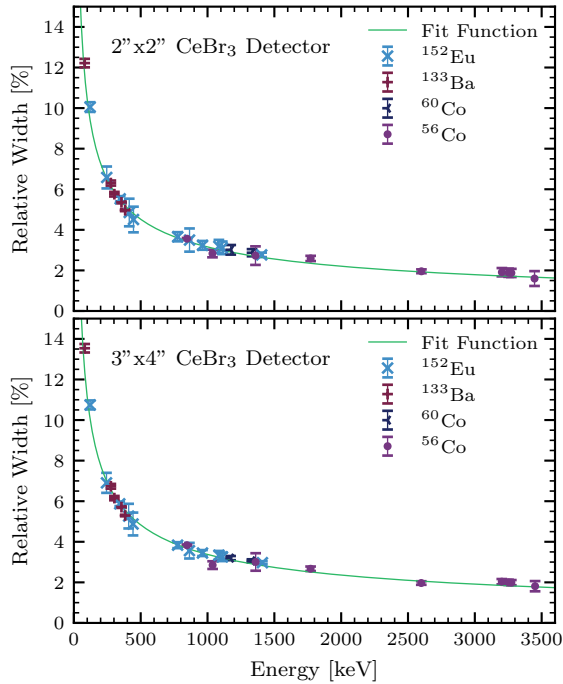 14
12
10
8
6
4
2
0
Relative Width [%]
2”x2” CeBr₃ Detector
Fit Function
¹⁵²Eu
¹³³Ba
⁶⁰Co
⁵⁶Co
14
12
10
8
6
4
2
0
Relative Width [%]
3”x4” CeBr₃ Detector
Fit Function
¹⁵²Eu
¹³³Ba
⁶⁰Co
⁵⁶Co
0 500 1000 1500 2000 2500 3000 3500
Energy [keV]